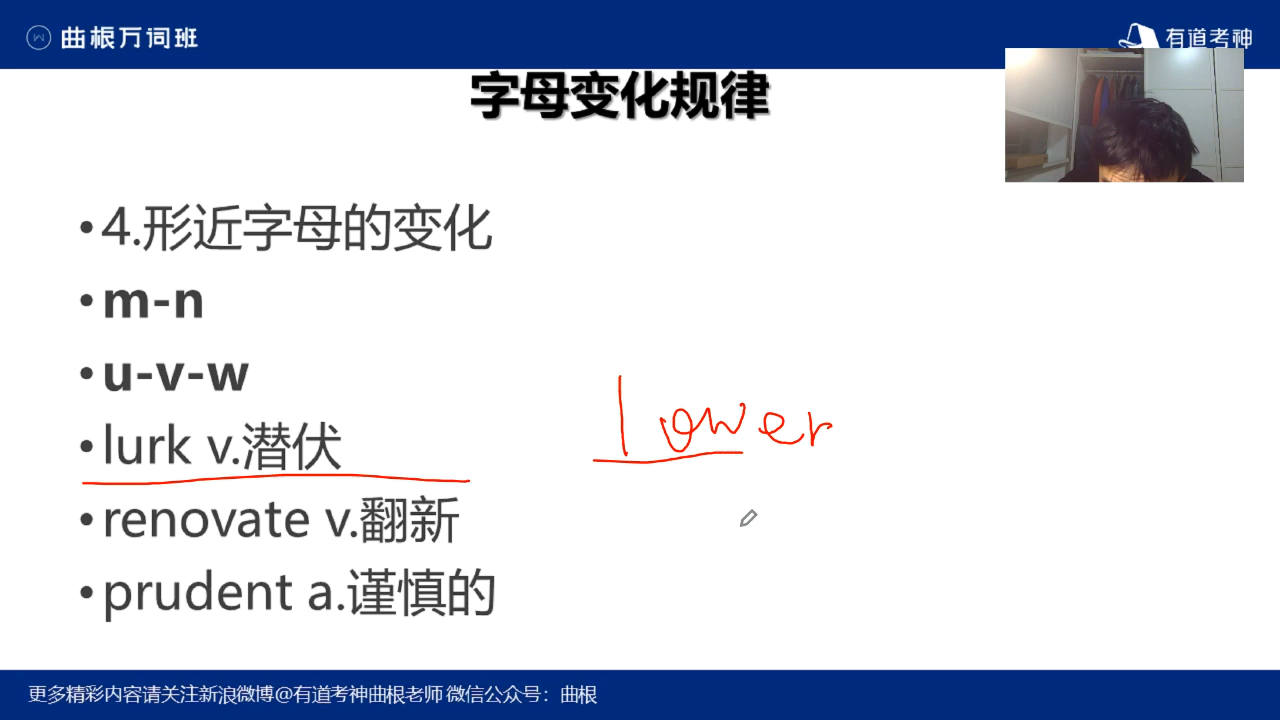 曲根万词班
有道考神
字母变化规律
•4.形近字母的变化
•m-n
•u-v-w
•lurk v.潜伏
lower
•renovate v.翻新
•prudent a.谨慎的
更多精彩内容请关注新浪微博@有道考神曲根老师 微信公众号：曲根